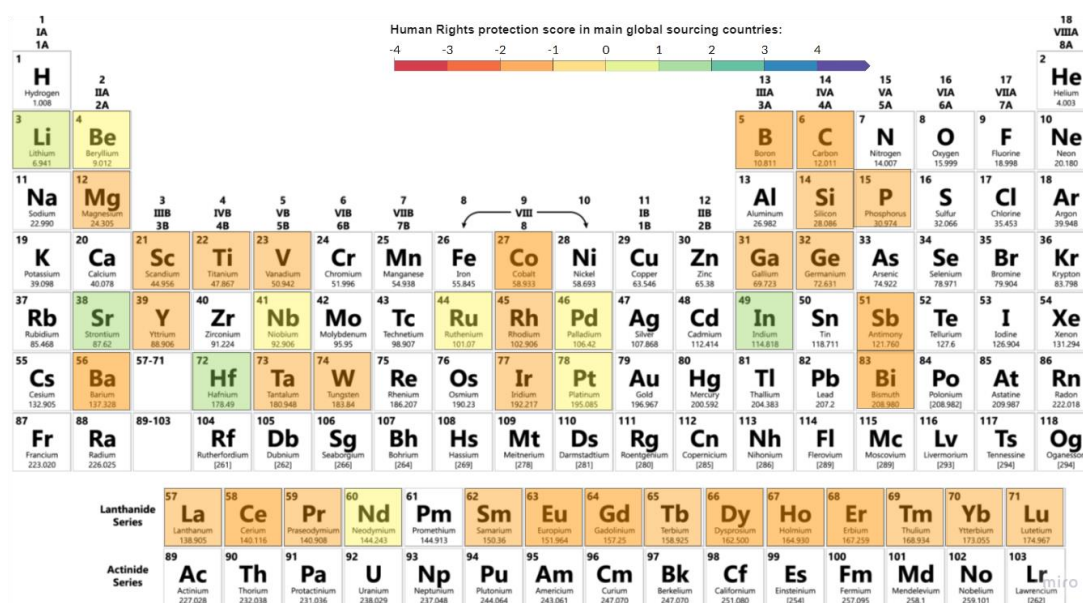 Human Rights protection score in main global sourcing countries:
-4 -3 -2 -1 0 1 2 3 4
1
IA
1A
2
IIA
2A
3
IIIB
3B
4
IVB
4B
5
VB
5B
6
VIB
6B
7
VIIB
7B
8 9 10
VIII
8
11
IB
1B
12
IIB
2B
13
IIIA
3A
14
IVA
4A
15
VA
5A
16
VIA
6A
17
VIIA
7A
18
VIIIA
8A
1
H
Hydrogen
1.008
2
He
Helium
4.003
3
Li
Lithium
6.941
4
Be
Beryllium
9.012
5
B
Boron
10.811
6
C
Carbon
12.011
7
N
Nitrogen
14.007
8
O
Oxygen
15.999
9
F
Fluorine
18.998
10
Ne
Neon
20.180
11
Na
Sodium
22.990
12
Mg
Magnesium
24.305
13
Al
Aluminum
26.982
14
Si
Silicon
28.086
15
P
Phosphorus
30.974
16
S
Sulfur
32.066
17
Cl
Chlorine
35.453
18
Ar
Argon
39.948
19
K
Potassium
39.098
20
Ca
Calcium
40.078
21
Sc
Scandium
44.956
22
Ti
Titanium
47.867
23
V
Vanadium
50.942
24
Cr
Chromium
51.996
25
Mn
Manganese
54.938
26
Fe
Iron
55.845
27
Co
Cobalt
58.933
28
Ni
Nickel
58.693
29
Cu
Copper
63.546
30
Zn
Zinc
65.38
31
Ga
Gallium
69.723
32
Ge
Germanium
72.631
33
As
Arsenic
74.922
34
Se
Selenium
78.971
35
Br
Bromine
79.904
36
Kr
Krypton
83.798
37
Rb
Rubidium
85.468
38
Sr
Strontium
87.62
39
Y
Yttrium
88.906
40
Zr
Zirconium
91.224
41
Nb
Niobium
92.906
42
Mo
Molybdenum
95.95
43
Tc
Technetium
98.907
44
Ru
Ruthenium
101.07
45
Rh
Rhodium
102.906
46
Pd
Palladium
106.42
47
Ag
Silver
107.868
48
Cd
Cadmium
112.414
49
In
Indium
114.818
50
Sn
Tin
118.711
51
Sb
Antimony
121.760
52
Te
Tellurium
127.6
53
I
Iodine
126.904
54
Xe
Xenon
131.294
55
Cs
Cesium
132.905
56
Ba
Barium
137.328
57-71
72
Hf
Hafnium
178.49
73
Ta
Tantalum
180.948
74
W
Tungsten
183.84
75
Re
Rhenium
186.207
76
Os
Osmium
190.23
77
Ir
Iridium
192.217
78
Pt
Platinum
195.085
79
Au
Gold
196.967
80
Hg
Mercury
200.592
81
Tl
Thallium
204.383
82
Pb
Lead
207.2
83
Bi
Bismuth
208.980
84
Po
Polonium
[208.982]
85
At
Astatine
209.987
86
Rn
Radon
222.018
87
Fr
Francium
223.020
88
Ra
Radium
226.025
89-103
104
Rf
Rutherfordium
[261]
105
Db
Dubnium
[262]
106
Sg
Seaborgium
[266]
107
Bh
Bohrium
[264]
108
Hs
Hassium
[269]
109
Mt
Meitnerium
[278]
110
Ds
Darmstadtium
[281]
111
Rg
Roentgenium
[280]
112
Cn
Copernicium
[285]
113
Nh
Nihonium
[286]
114
Fl
Flerovium
[289]
115
Mc
Moscovium
[289]
116
Lv
Livermorium
[293]
117
Ts
Tennessine
[294]
118
Og
Oganesson
[294]
Lanthanide
Series
57
La
Lanthanum
138.905
58
Ce
Cerium
140.116
59
Pr
Praseodymium
140.908
60
Nd
Neodymium
144.243
61
Pm
Promethium
144.913
62
Sm
Samarium
150.36
63
Eu
Europium
151.964
64
Gd
Gadolinium
157.25
65
Tb
Terbium
158.925
66
Dy
Dysprosium
162.500
67
Ho
Holmium
164.930
68
Er
Erbium
167.259
69
Tm
Thulium
168.934
70
Yb
Ytterbium
173.055
71
Lu
Lutetium
174.967
Actinide
Series
89
Ac
Actinium
227.028
90
Th
Thorium
232.038
91
Pa
Protactinium
231.036
92
U
Uranium
238.029
93
Np
Neptunium
237.048
94
Pu
Plutonium
244.064
95
Am
Americium
243.061
96
Cm
Curium
247.070
97
Bk
Berkelium
247.070
98
Cf
Californium
251.080
99
Es
Einsteinium
[254]
100
Fm
Fermium
257.095
101
Md
Mendelevium
258.1
102
No
Nobelium
259.101
103
Lr
Lawrencium
[262]
miro